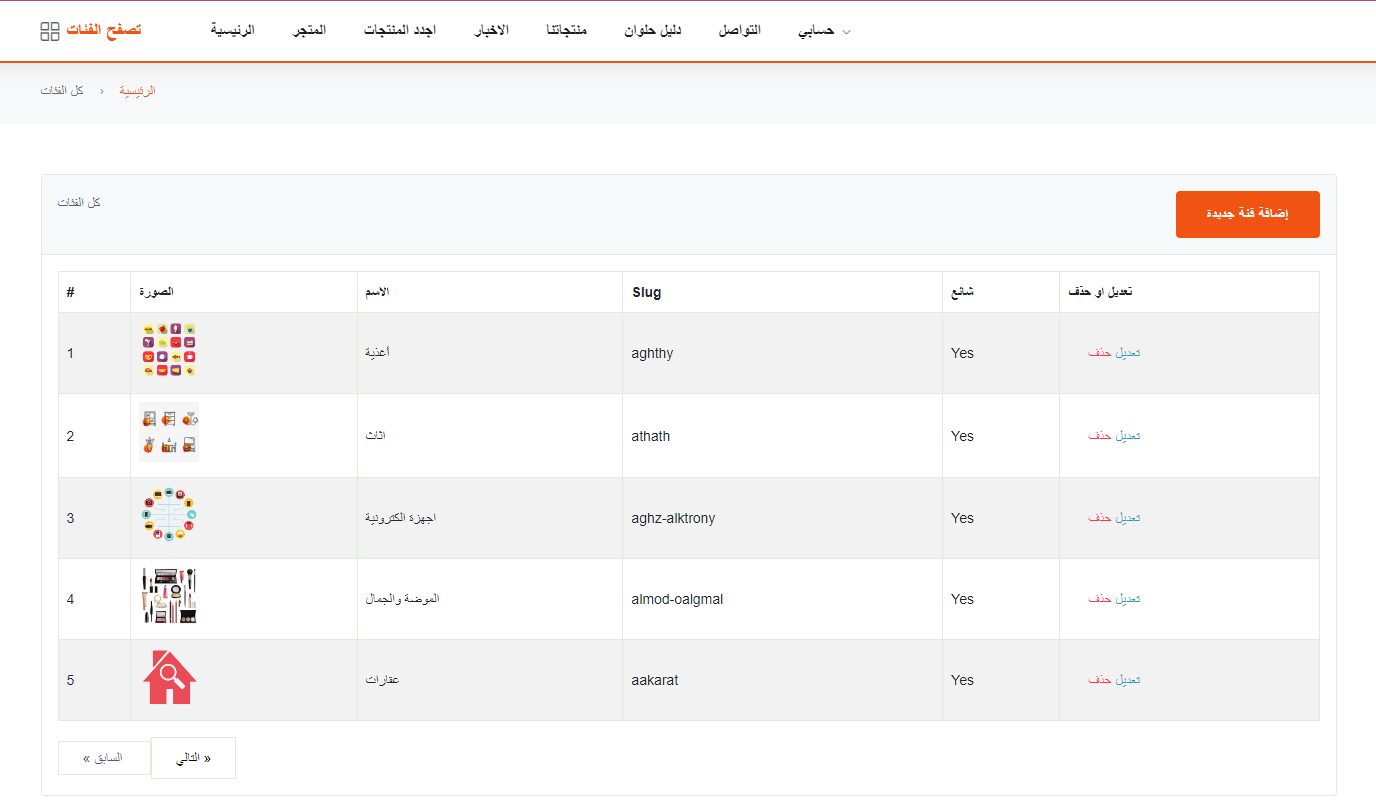 تصفح الفئات
الرئيسية
المتجر
اجدد المنتجات
الاخبار
منتجاتنا
دليل حلوان
التواصل
حسابي
كل الفئات ‹ الرئيسية
كل الفئات
إضافة فئة جديدة
# الصورة الاسم Slug شائع تعديل او حذف
1 أغذية aghthy Yes تعديل حذف
2 اثاث athath Yes تعديل حذف
3 اجهزة الكترونية aghz-alktrony Yes تعديل حذف
4 الموضة والجمال almod-oalgmal Yes تعديل حذف
5 عقارات aakarat Yes تعديل حذف
السابق »
« التالي